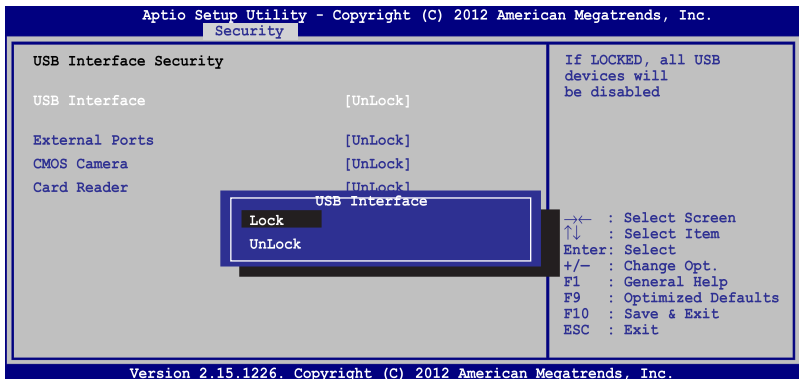 Aptio Setup Utility - Copyright (C) 2012 American Megatrends, Inc.
Security
USB Interface Security
USB Interface [UnLock]
External Ports [UnLock]
CMOS Camera [UnLock]
Card Reader [UnLock]
USB Interface
Lock
UnLock
If LOCKED, all USB
devices will
be disabled
→← : Select Screen
↑↓ : Select Item
Enter: Select
+/— : Change Opt.
F1 : General Help
F9 : Optimized Defaults
F10 : Save & Exit
ESC : Exit
Version 2.15.1226. Copyright (C) 2012 American Megatrends, Inc.